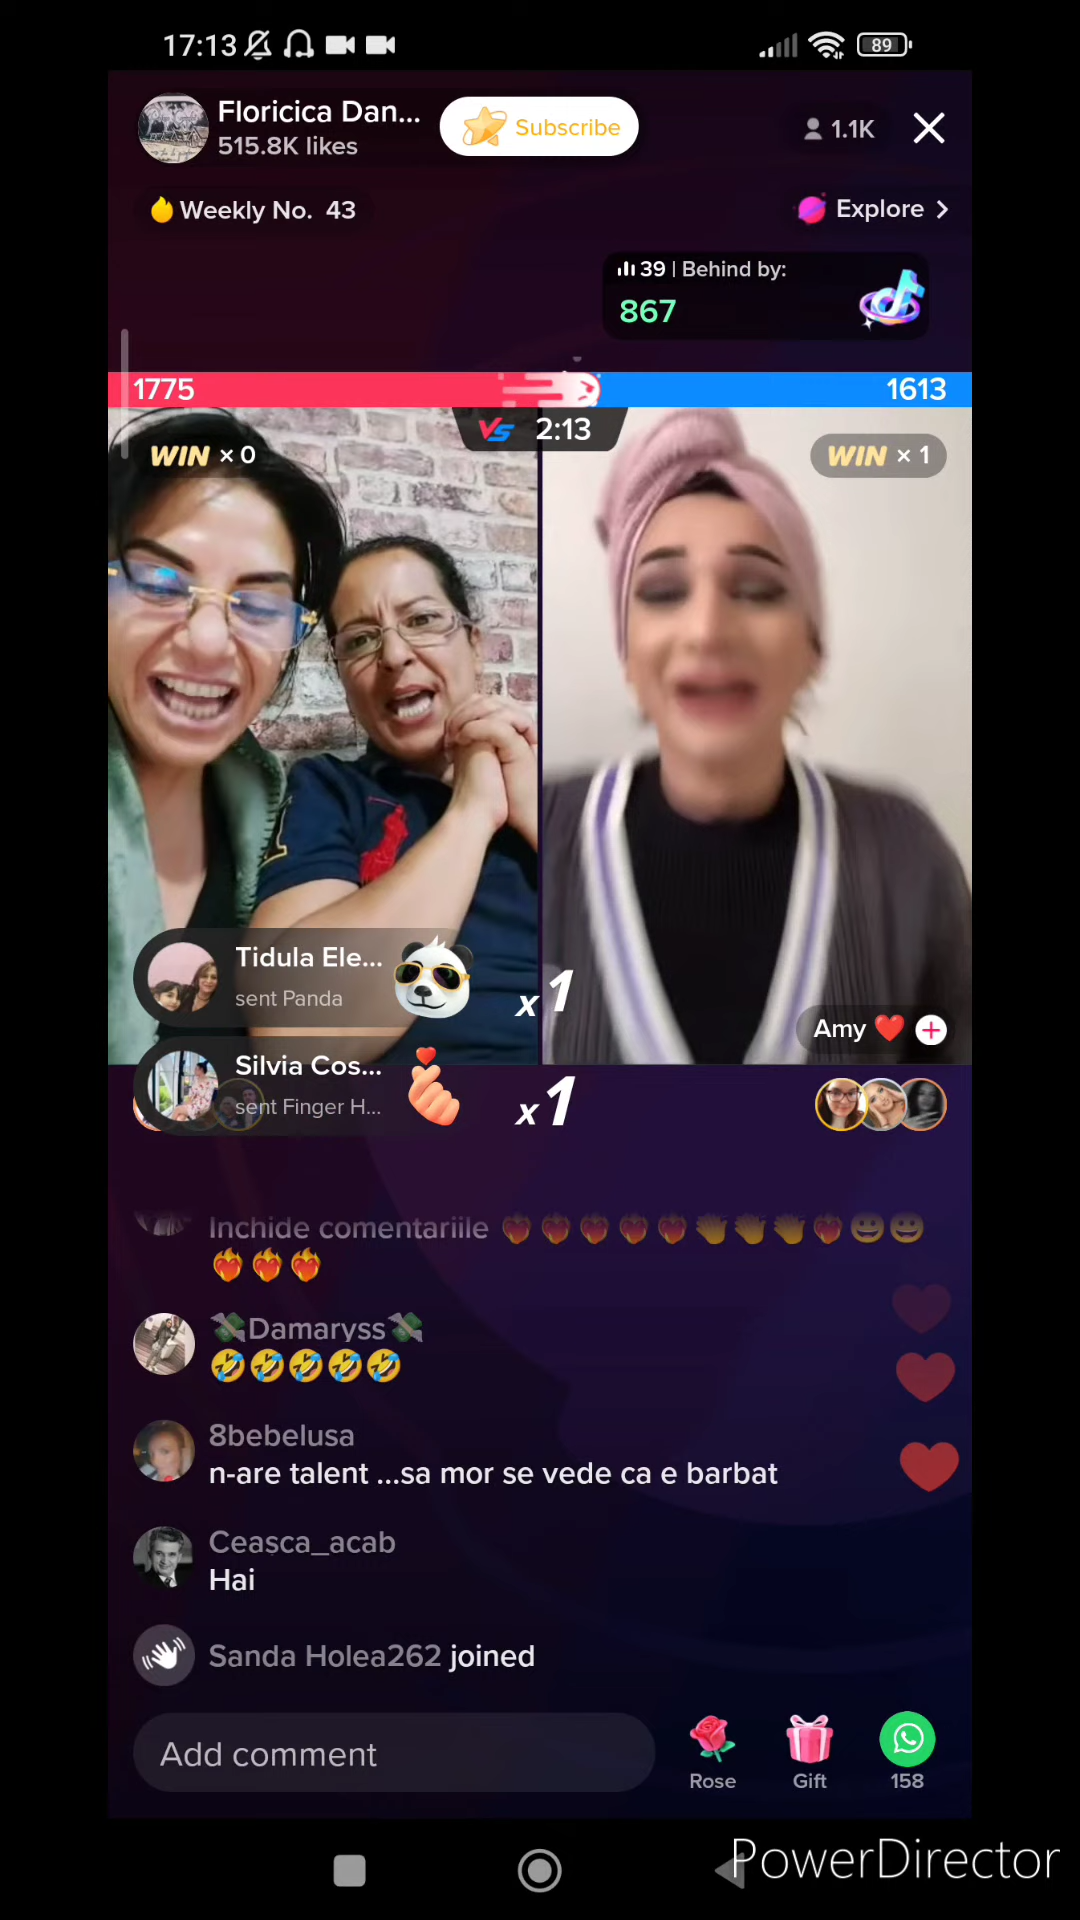 17:13
89
Floricica Dan...
515.8K likes
Subscribe
1.1K
Weekly No. 43
Explore
39 | Behind by:
867
1775
1613
VS 2:13
WIN × 0
WIN × 1
Tidula Ele...
sent Panda
x1
Amy
Silvia Cos...
sent Finger H...
x1
Inchide comentariile ❤️‍🔥❤️‍🔥❤️‍🔥❤️‍🔥❤️‍🔥👏👏👏❤️‍🔥😀😀
❤️‍🔥❤️‍🔥❤️‍🔥
💸Damaryss💸
🤣🤣🤣🤣🤣
8bebelusa
n-are talent ...sa mor se vede ca e barbat
Ceasca_acab
Hai
Sanda Holea262 joined
Add comment
Rose
Gift
158
PowerDirector